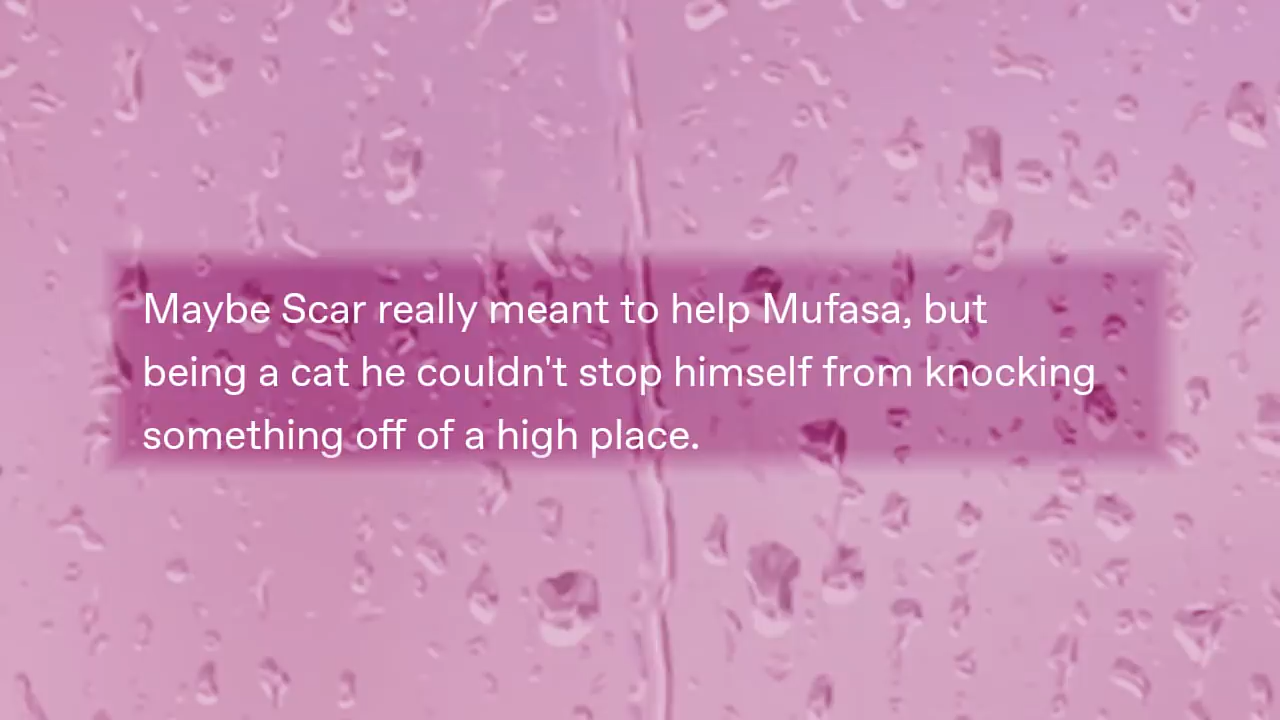 Maybe Scar really meant to help Mufasa, but
being a cat he couldn't stop himself from knocking
something off of a high place.